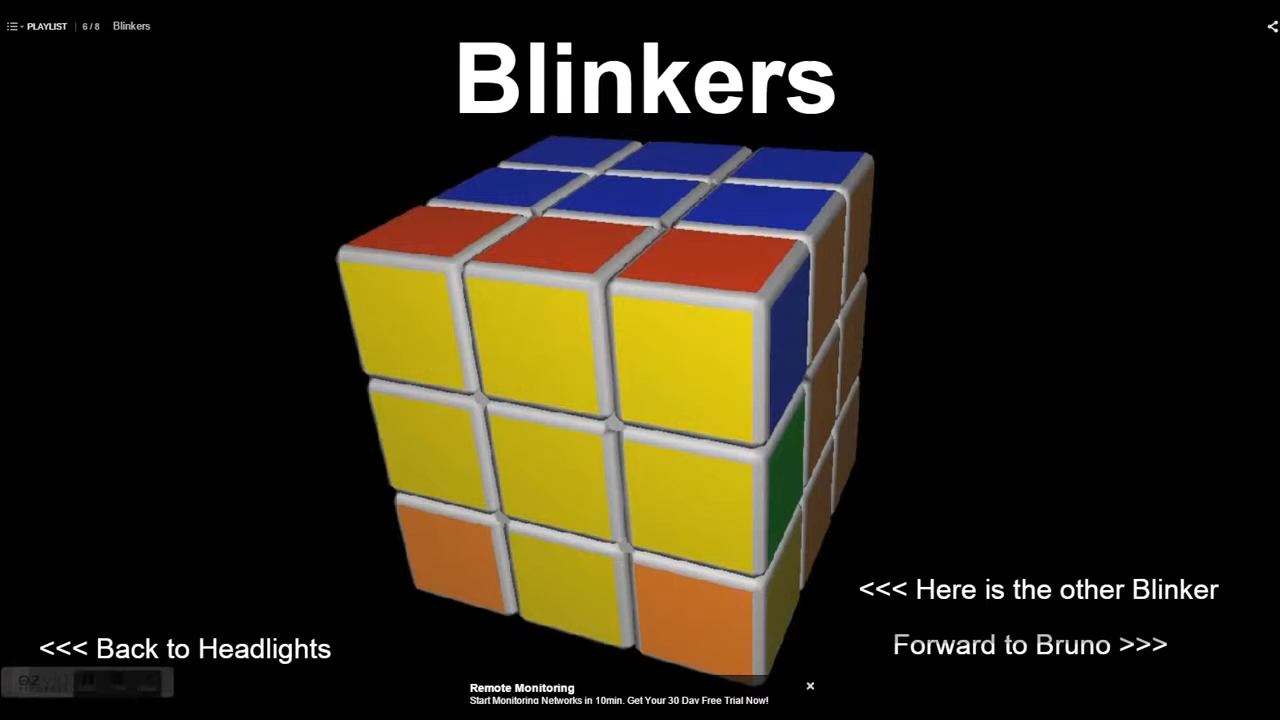 PLAYLIST | 6 / 8 Blinkers
Blinkers
<<< Here is the other Blinker
<<< Back to Headlights
Forward to Bruno >>>
Remote Monitoring
Start Monitoring Networks in 10min. Get Your 30 Day Free Trial Now!